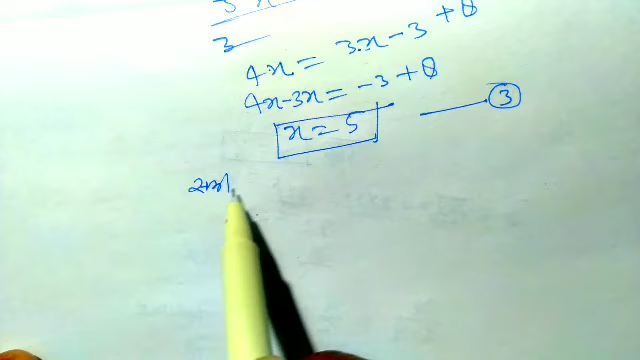 4x = 3x - 3 + 8
4x - 3x = -3 + 8
x = 5 ③